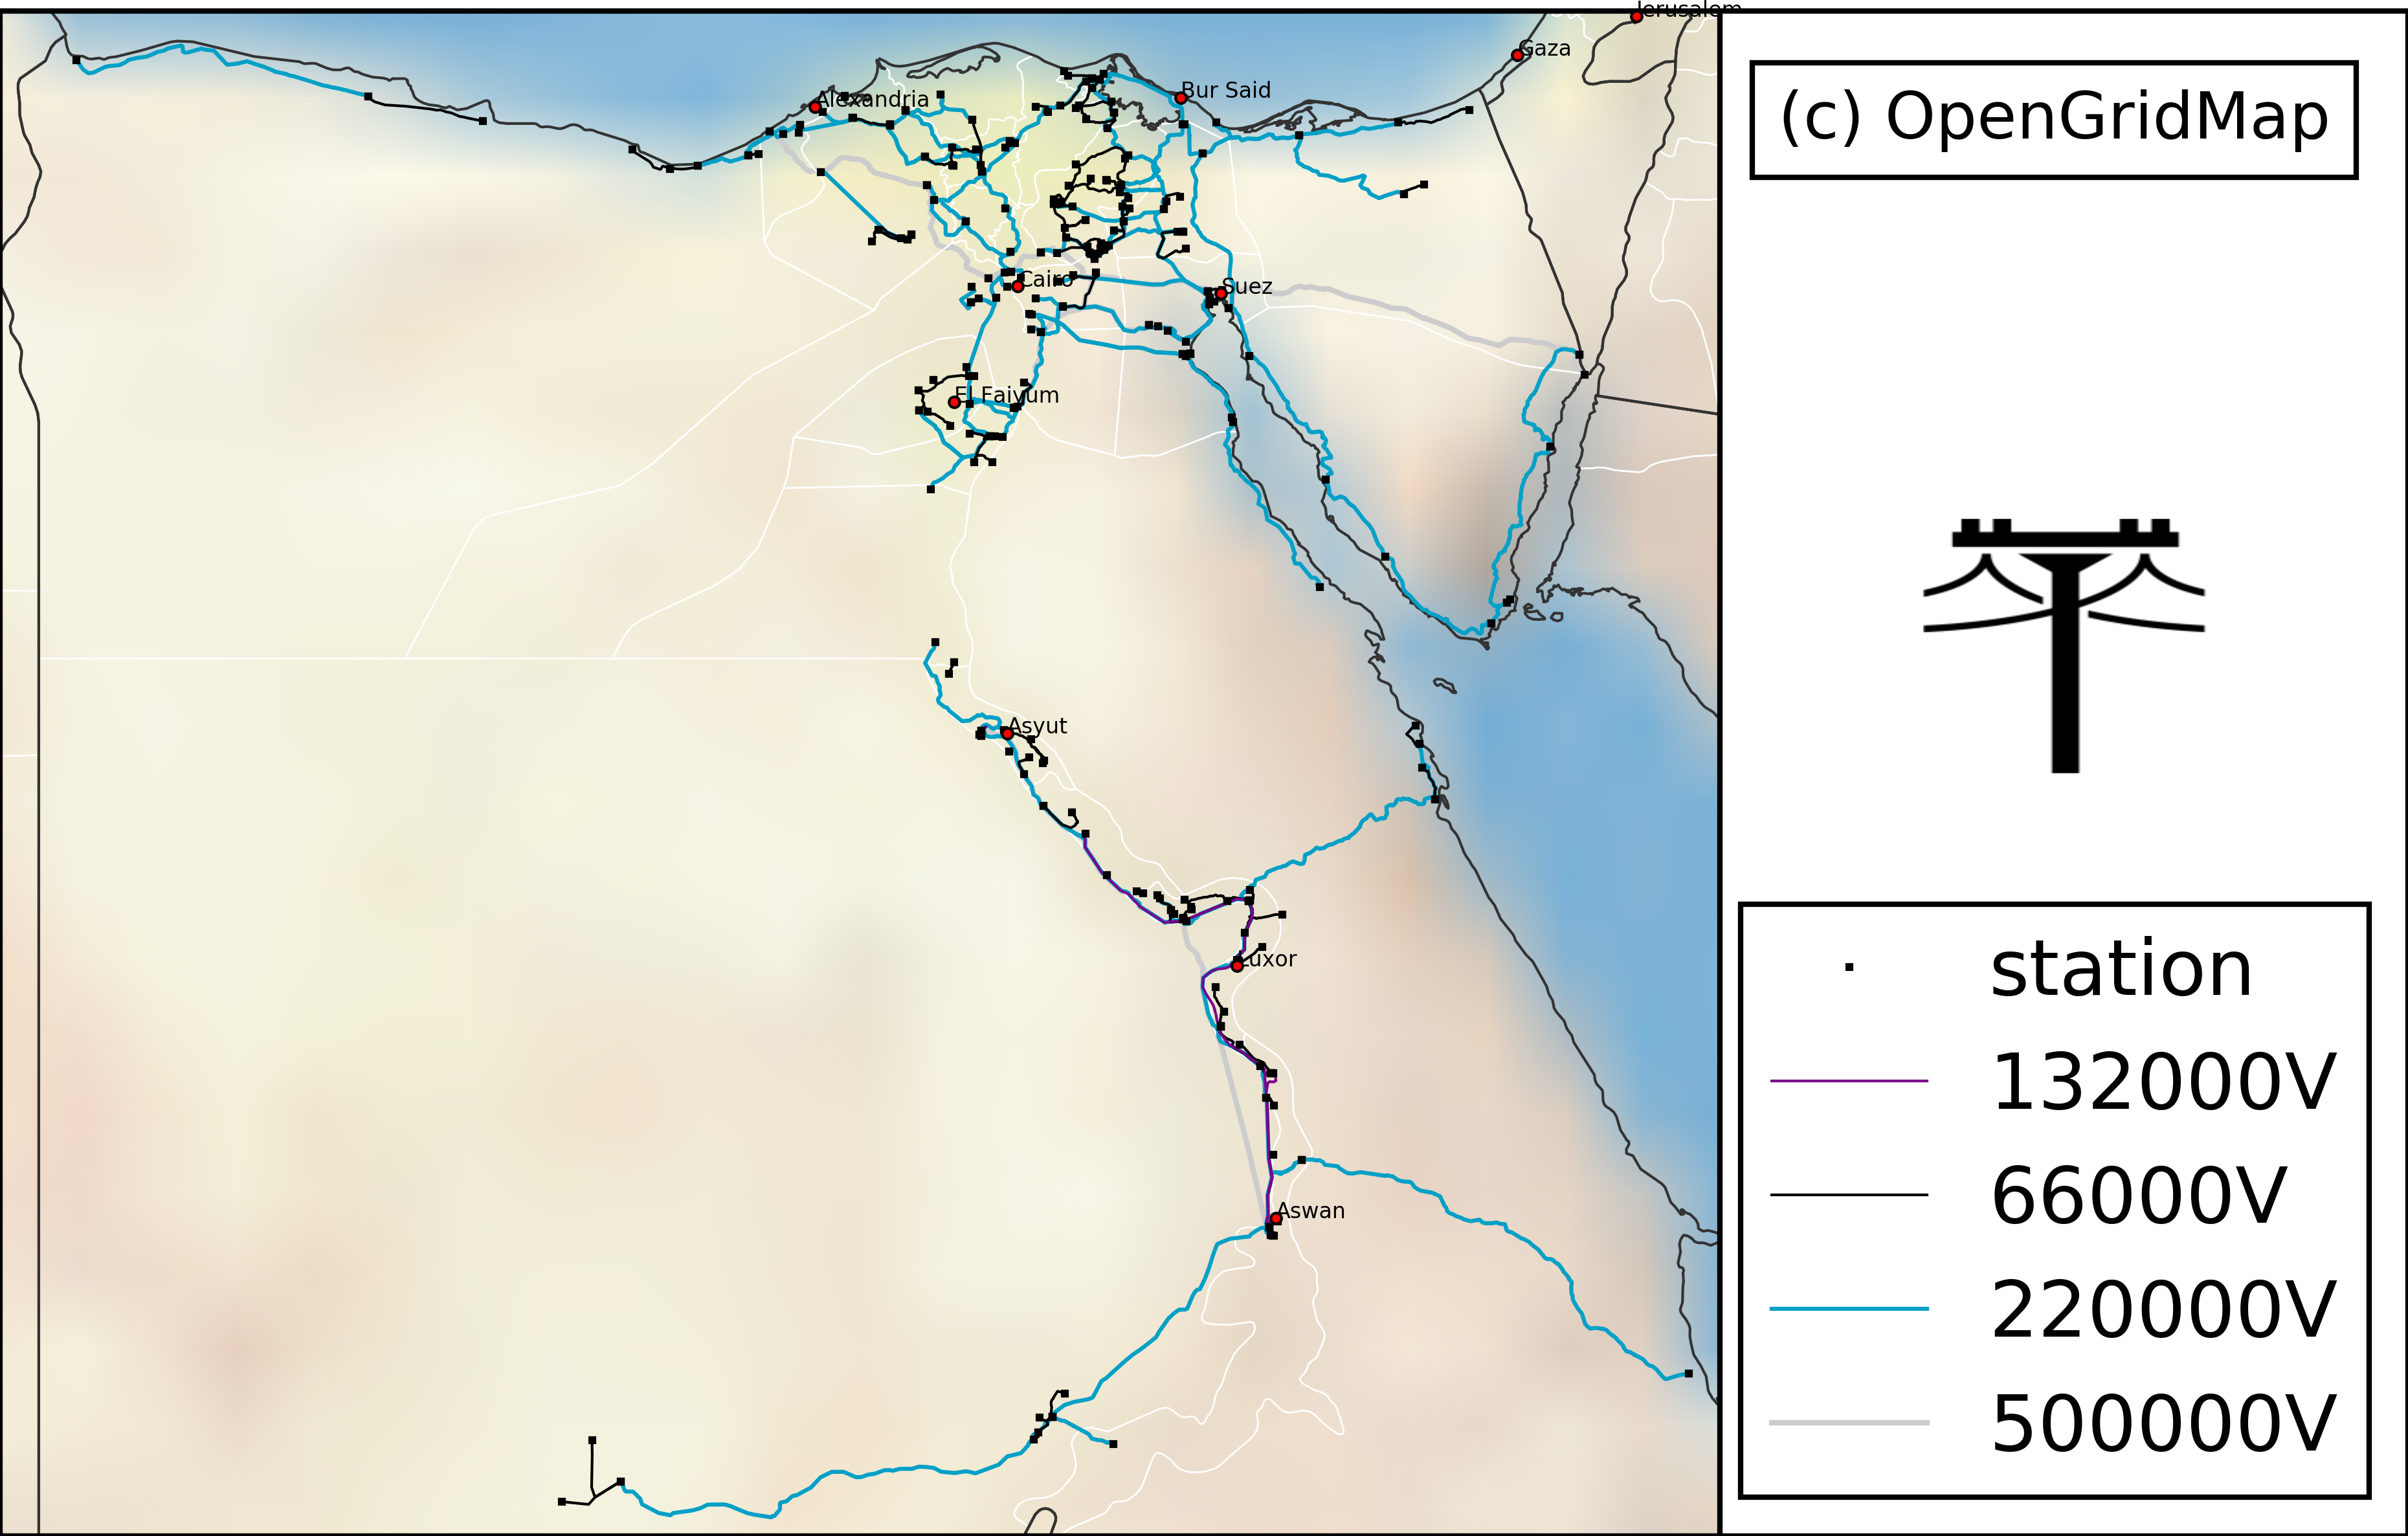 Jerusalem
Gaza
Bur Said
Alexandria
Cairo
Suez
El Faiyum
Asyut
Luxor
Aswan
(c) OpenGridMap
station
132000V
66000V
220000V
500000V